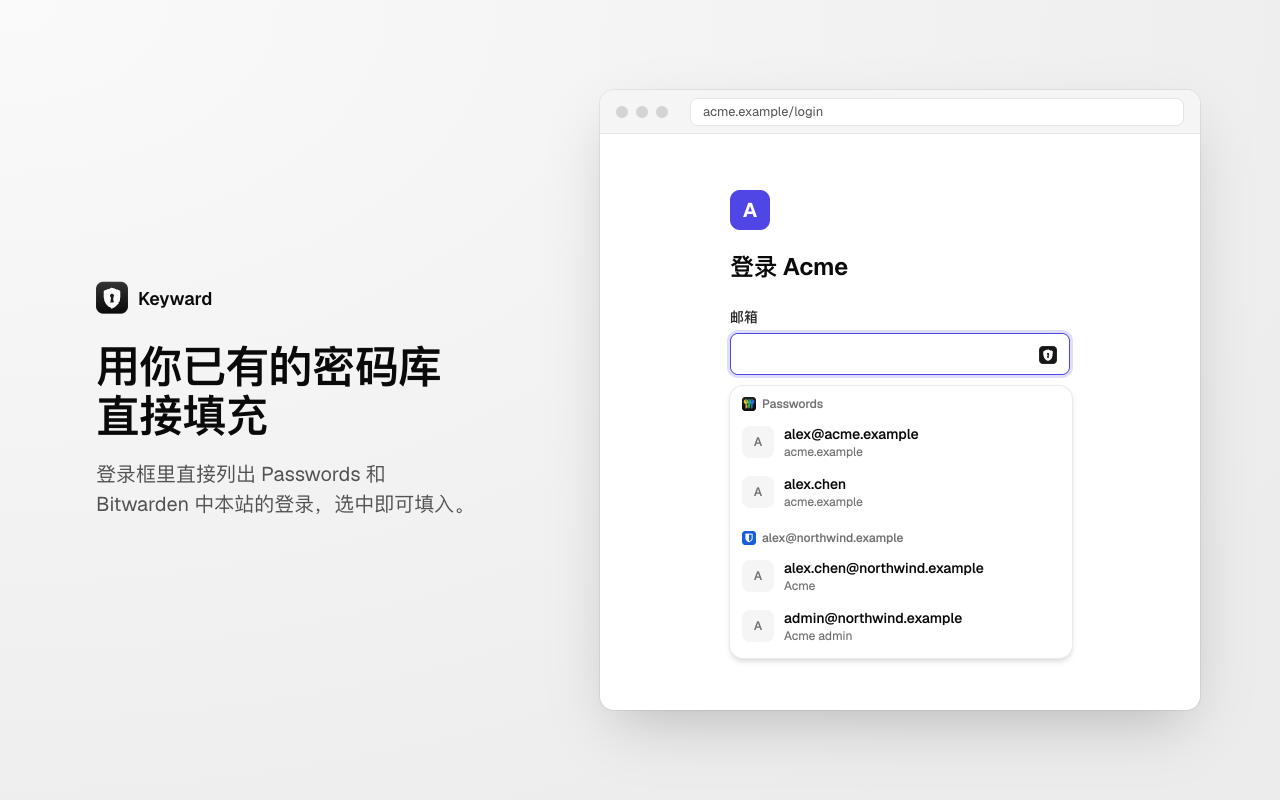 Keyward
用你已有的密码库
直接填充
登录框里直接列出 Passwords 和
Bitwarden 中本站的登录，选中即可填入。
acme.example/login
A
登录 Acme
邮箱
Passwords
A
alex@acme.example
acme.example
A
alex.chen
acme.example
alex@northwind.example
A
alex.chen@northwind.example
Acme
A
admin@northwind.example
Acme admin